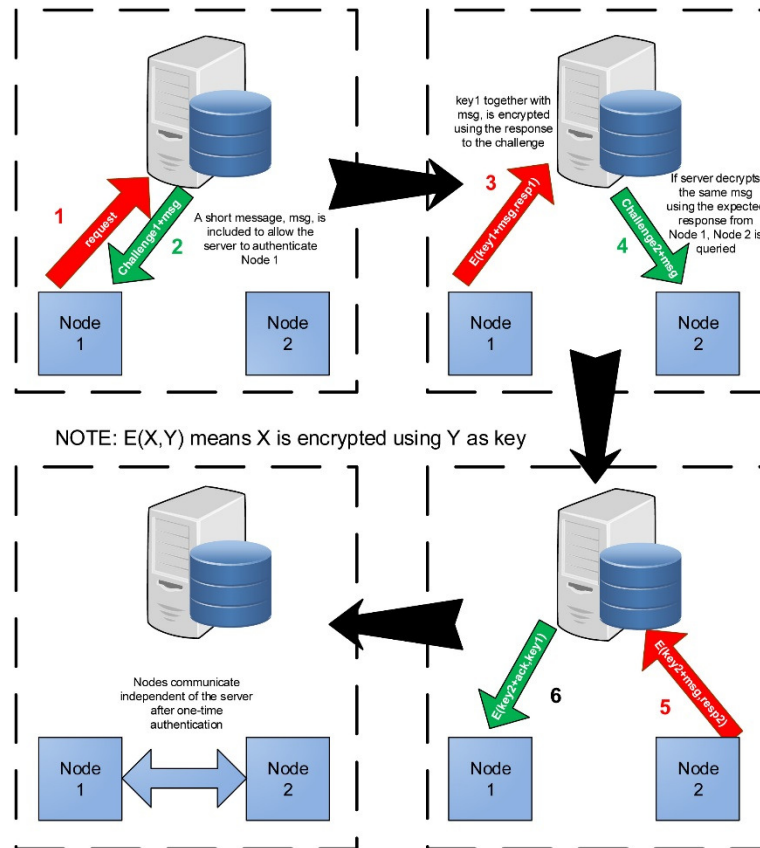 1
request
Challenge1+msg
2
A short message, msg, is
included to allow the
server to authenticate
Node 1
Node
1
Node
2
key1 together with
msg, is encrypted
using the response
to the challenge
3
E(key1+msg,resp1)
Challenge2+msg
4
If server decrypts
the same msg
using the expected
response from
Node 1, Node 2 is
queried
Node
1
Node
2
NOTE: E(X,Y) means X is encrypted using Y as key
Nodes communicate
independent of the server
after one-time
authentication
Node
1
Node
2
E(key2+ack,key1)
6
E(key2+msg,resp2)
5
Node
1
Node
2